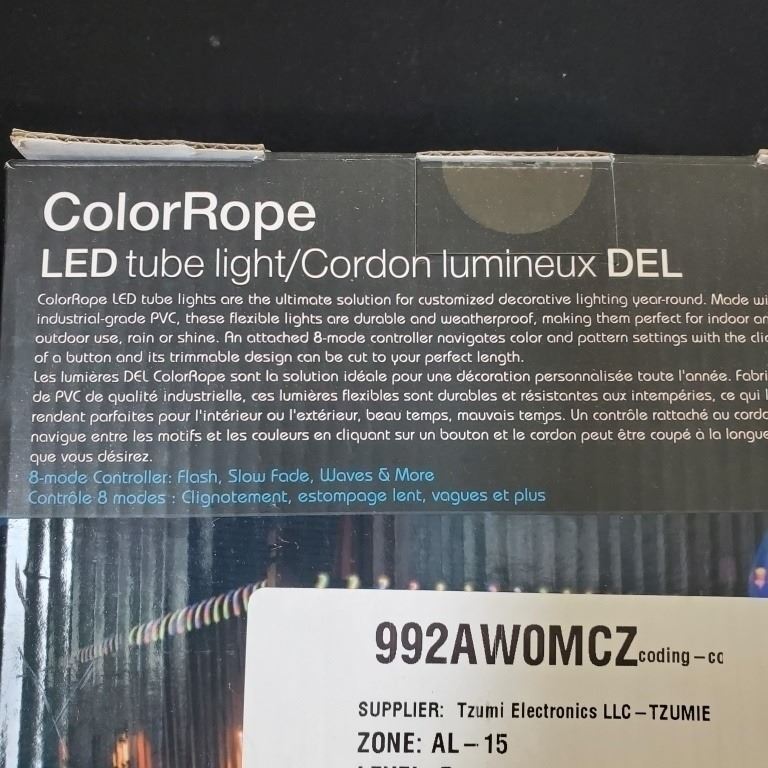 ColorRope
LED tube light/Cordon lumineux DEL
ColorRope LED tube lights are the ultimate solution for customized decorative lighting year-round. Made wi
industrial-grade PVC, these flexible lights are durable and weatherproof, making them perfect for indoor an
outdoor use, rain or shine. An attached 8-mode controller navigates color and pattern settings with the clic
of a button and its trimmable design can be cut to your perfect length.
Les lumières DEL ColorRope sont la solution idéale pour une décoration personnalisée toute l'année. Fabri
de PVC de qualité industrielle, ces lumières flexibles sont durables et résistantes aux intempéries, ce qui l
rendent parfaites pour l'intérieur ou l'extérieur, beau temps, mauvais temps. Un contrôle rattaché au cordo
navigue entre les motifs et les couleurs en cliquant sur un bouton et le cordon peut être coupé à la longue
que vous désirez.
8-mode Controller: Flash, Slow Fade, Waves & More
Contrôle 8 modes : Clignotement, estompage lent, vagues et plus
992AW0MCZ coding-cc
SUPPLIER: Tzumi Electronics LLC-TZUMIE
ZONE: AL-15